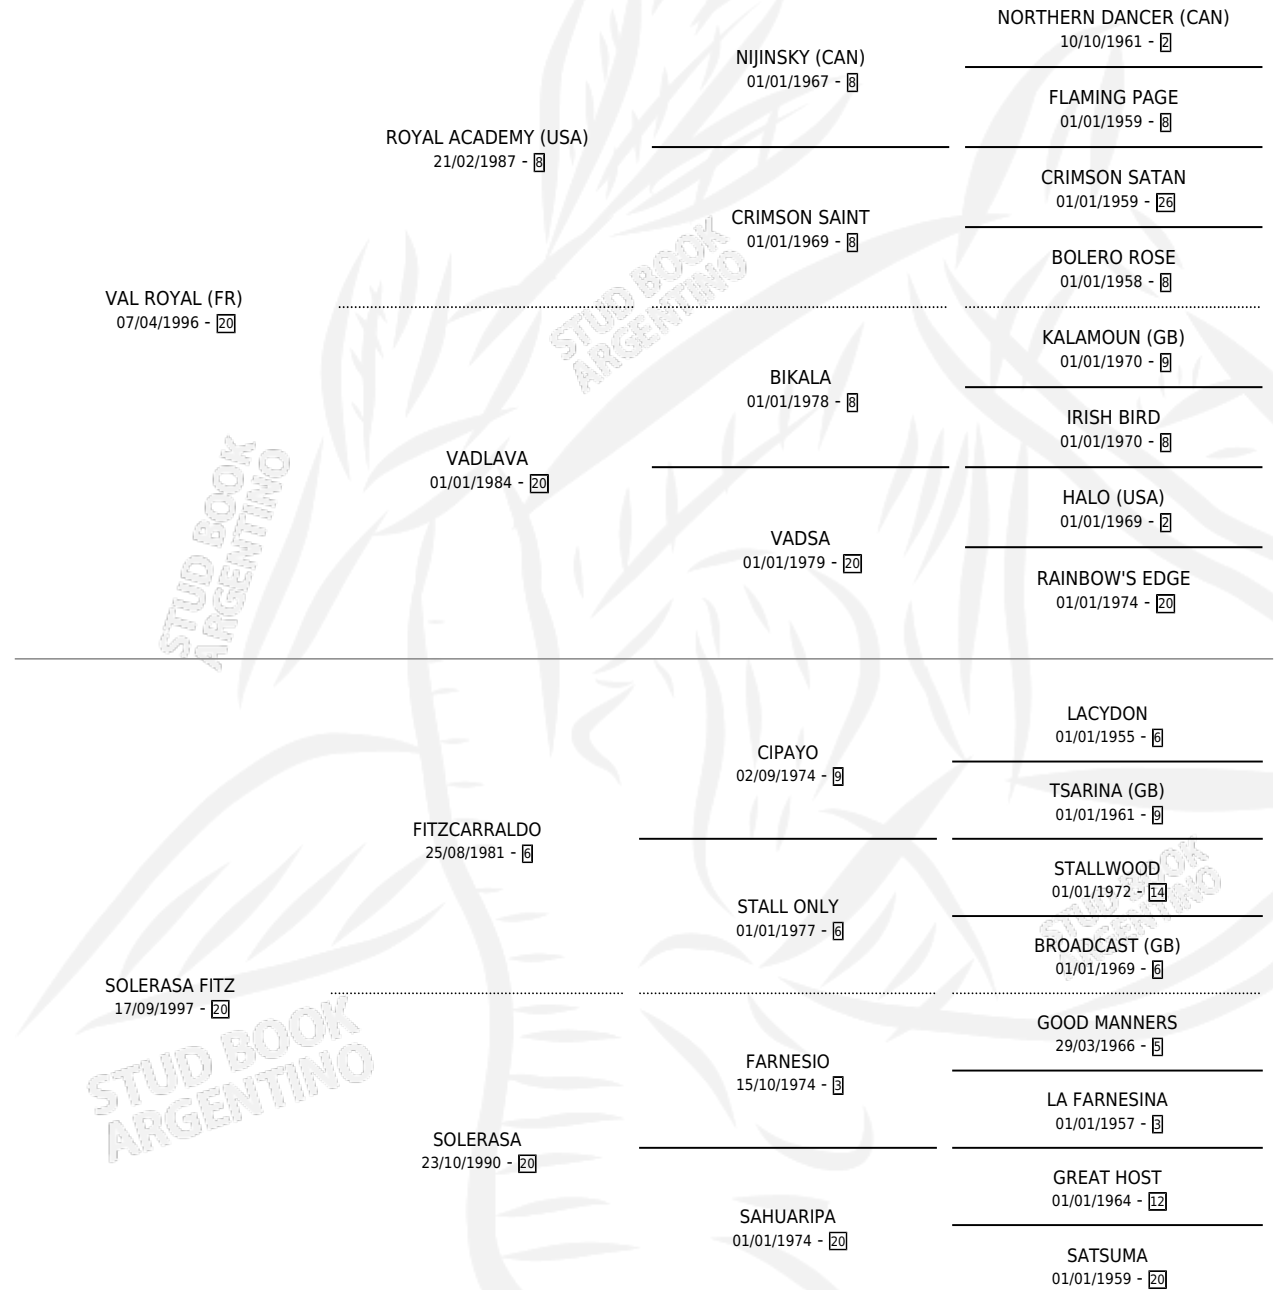 NORTHERN DANCER (CAN)
10/10/1961 - 2
NIJINSKY (CAN)
01/01/1967 - 8
FLAMING PAGE
01/01/1959 - 8
ROYAL ACADEMY (USA)
21/02/1987 - 8
CRIMSON SATAN
01/01/1959 - 26
CRIMSON SAINT
01/01/1969 - 8
BOLERO ROSE
01/01/1958 - 8
VAL ROYAL (FR)
07/04/1996 - 20
KALAMOUN (GB)
01/01/1970 - 9
BIKALA
01/01/1978 - 8
IRISH BIRD
01/01/1970 - 8
VADLAVA
01/01/1984 - 20
HALO (USA)
01/01/1969 - 2
VADSA
01/01/1979 - 20
RAINBOW'S EDGE
01/01/1974 - 20
STUD BOOK
ARGENTINO
STUD BOOK
ARGENTINO
LACYDON
01/01/1955 - 6
CIPAYO
02/09/1974 - 9
TSARINA (GB)
01/01/1961 - 9
FITZCARRALDO
25/08/1981 - 6
STALLWOOD
01/01/1972 - 14
STALL ONLY
01/01/1977 - 6
BROADCAST (GB)
01/01/1969 - 6
SOLERASA FITZ
17/09/1997 - 20
GOOD MANNERS
29/03/1966 - 5
FARNESIO
15/10/1974 - 3
LA FARNESINA
01/01/1957 - 3
SOLERASA
23/10/1990 - 20
GREAT HOST
01/01/1964 - 12
SAHUARIPA
01/01/1974 - 20
SATSUMA
01/01/1959 - 20
STUD BOOK
ARGENTINO
STUD BOOK
ARGENTINO